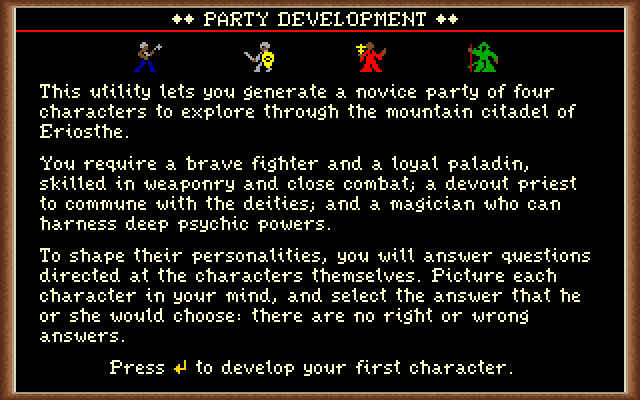 ++ PARTY DEVELOPMENT ++
This utility lets you generate a novice party of four
characters to explore through the mountain citadel of
Eriosthe.
You require a brave fighter and a loyal paladin,
skilled in weaponry and close combat; a devout priest
to commune with the deities; and a magician who can
harness deep psychic powers.
To shape their personalities, you will answer questions
directed at the characters themselves. Picture each
character in your mind, and select the answer that he
or she would choose: there are no right or wrong
answers.
Press ↵ to develop your first character.